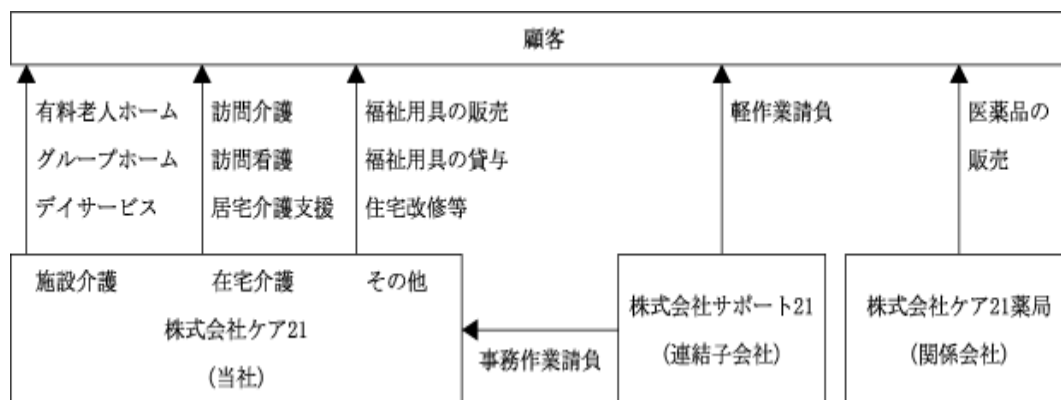 顧客
有料老人ホーム
グループホーム
デイサービス
訪問介護
訪問看護
居宅介護支援
福祉用具の販売
福祉用具の貸与
住宅改修等
軽作業請負
医薬品の
販売
施設介護
在宅介護
その他
株式会社ケア21
(当社)
事務作業請負
株式会社サポート21
(連結子会社)
株式会社ケア21薬局
(関係会社)